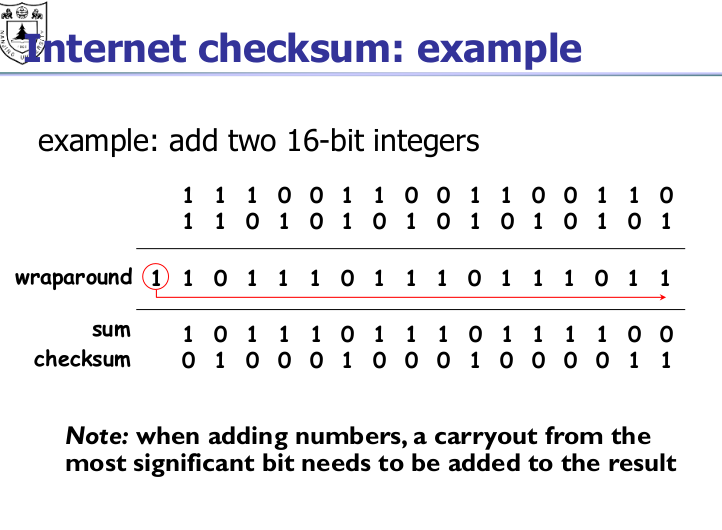 Internet checksum: example
example: add two 16-bit integers
1 1 1 0 0 1 1 0 0 1 1 0 0 1 1 0
1 1 0 1 0 1 0 1 0 1 0 1 0 1 0 1
wraparound 1 1 0 1 1 1 0 1 1 1 0 1 1 1 0 1 1
sum 1 0 1 1 1 0 1 1 1 0 1 1 1 1 0 0
checksum 0 1 0 0 0 1 0 0 0 1 0 0 0 0 1 1
Note: when adding numbers, a carryout from the
most significant bit needs to be added to the result